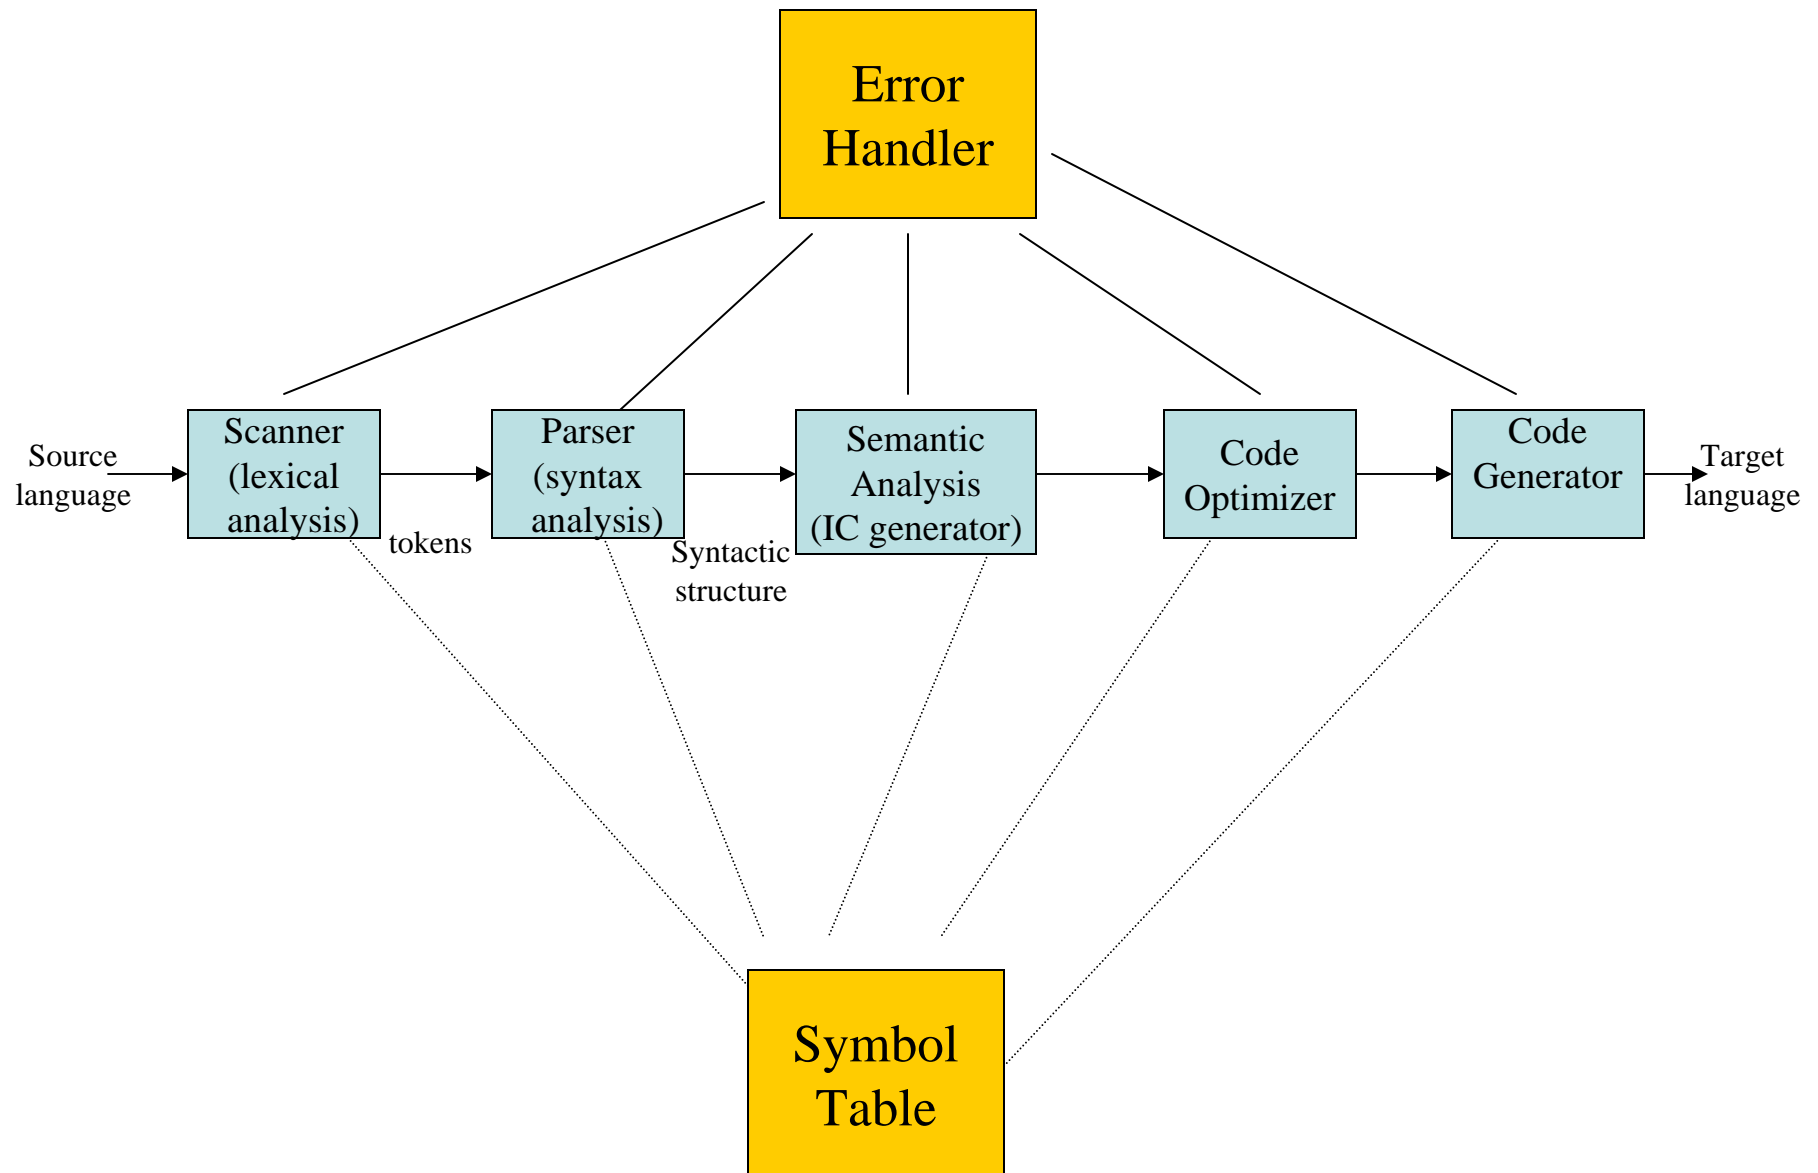 Error
Handler
Source
language
Scanner
(lexical
analysis)
tokens
Parser
(syntax
analysis)
Syntactic
structure
Semantic
Analysis
(IC generator)
Code
Optimizer
Code
Generator
Target
language
Symbol
Table